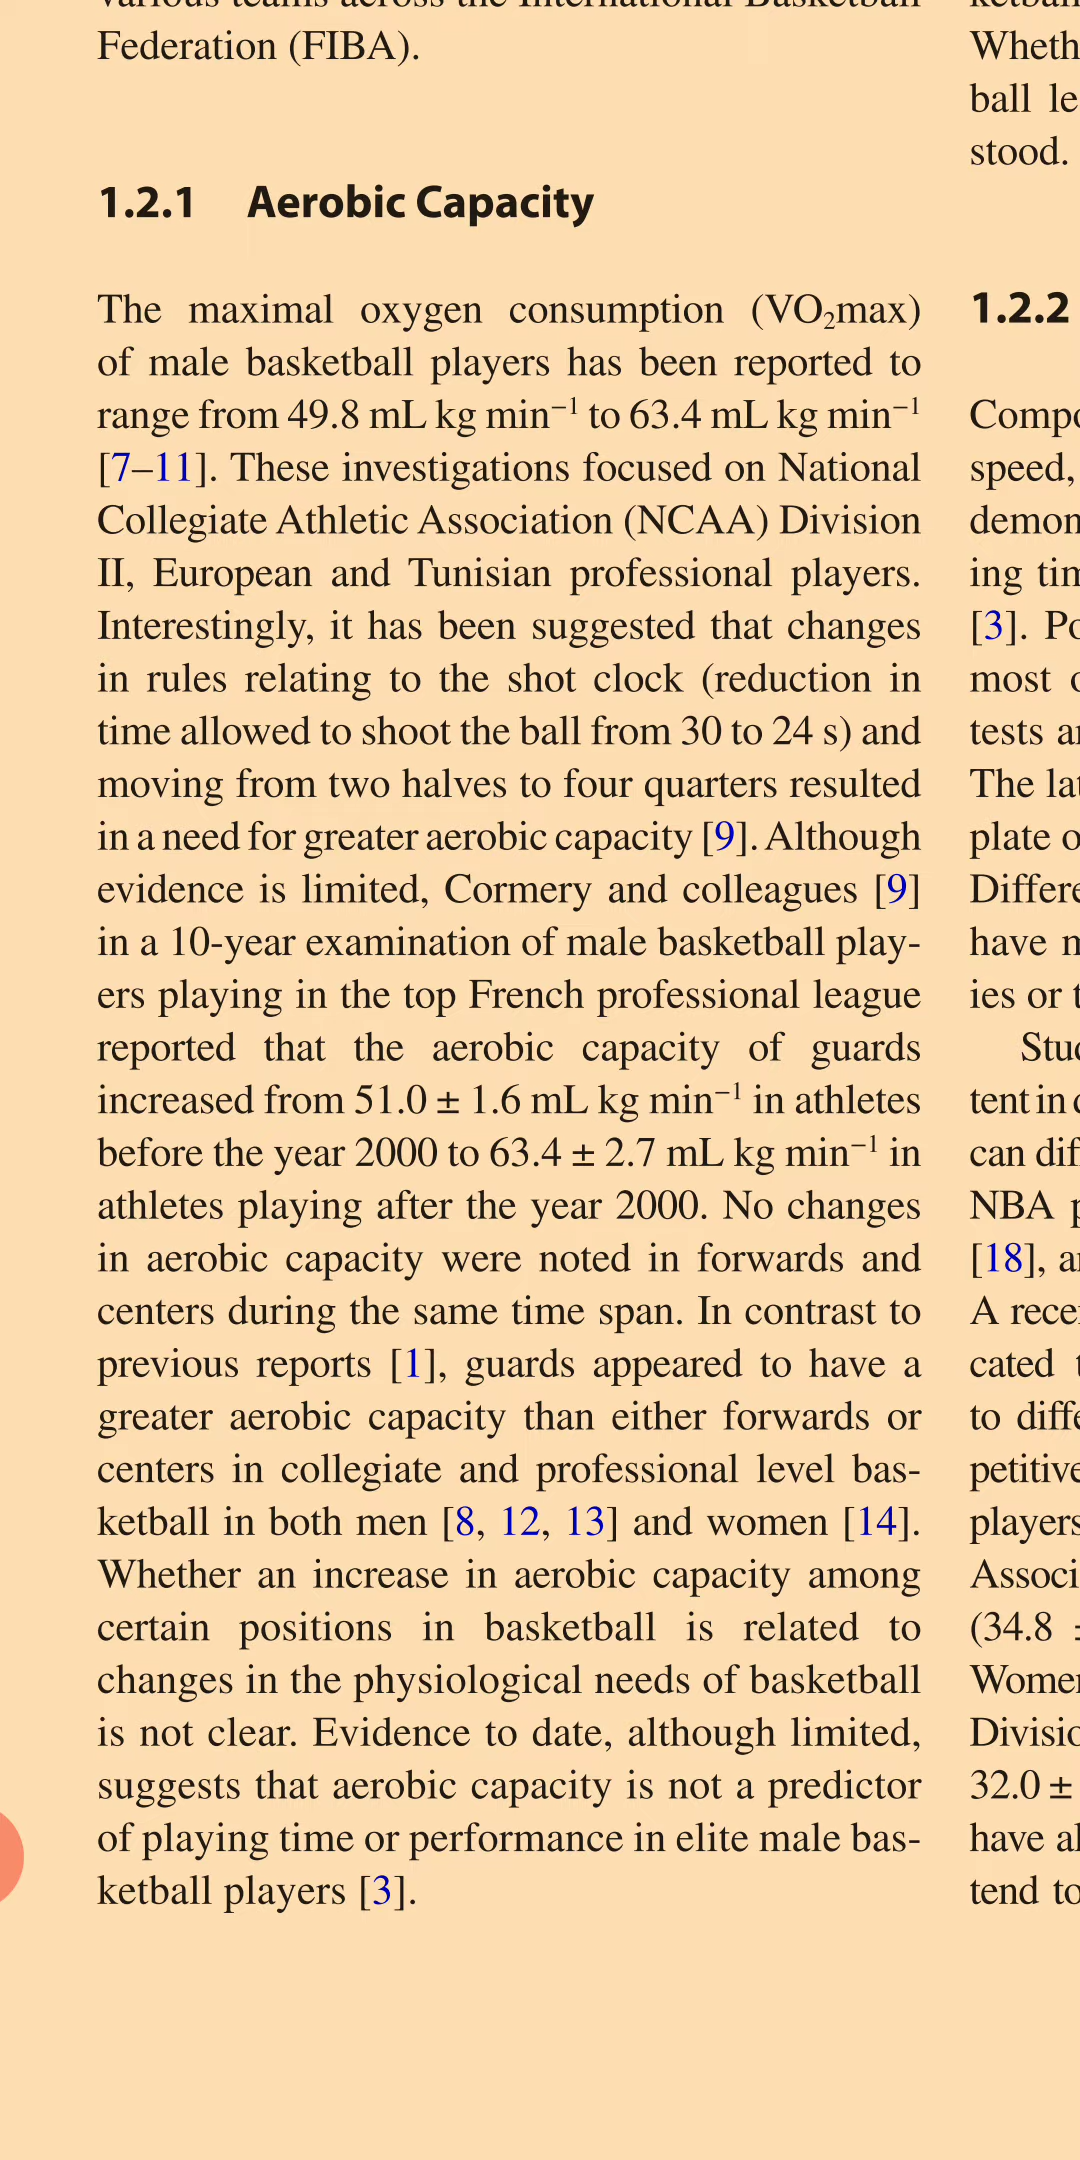 Federation (FIBA).
1.2.1 Aerobic Capacity
The maximal oxygen consumption (VO₂max)
of male basketball players has been reported to
range from 49.8 mL kg min⁻¹ to 63.4 mL kg min⁻¹
[7–11]. These investigations focused on National
Collegiate Athletic Association (NCAA) Division
II, European and Tunisian professional players.
Interestingly, it has been suggested that changes
in rules relating to the shot clock (reduction in
time allowed to shoot the ball from 30 to 24 s) and
moving from two halves to four quarters resulted
in a need for greater aerobic capacity [9]. Although
evidence is limited, Cormery and colleagues [9]
in a 10-year examination of male basketball play-
ers playing in the top French professional league
reported that the aerobic capacity of guards
increased from 51.0 ± 1.6 mL kg min⁻¹ in athletes
before the year 2000 to 63.4 ± 2.7 mL kg min⁻¹ in
athletes playing after the year 2000. No changes
in aerobic capacity were noted in forwards and
centers during the same time span. In contrast to
previous reports [1], guards appeared to have a
greater aerobic capacity than either forwards or
centers in collegiate and professional level bas-
ketball in both men [8, 12, 13] and women [14].
Whether an increase in aerobic capacity among
certain positions in basketball is related to
changes in the physiological needs of basketball
is not clear. Evidence to date, although limited,
suggests that aerobic capacity is not a predictor
of playing time or performance in elite male bas-
ketball players [3].
ball
stood.
1.2.2
speed,
ing
[3].
most
tests
The
plate
have
ies or
tent in
can
NBA
[18],
A
cated
to
petitive
players
(34.8
32.0 ±
have
tend to